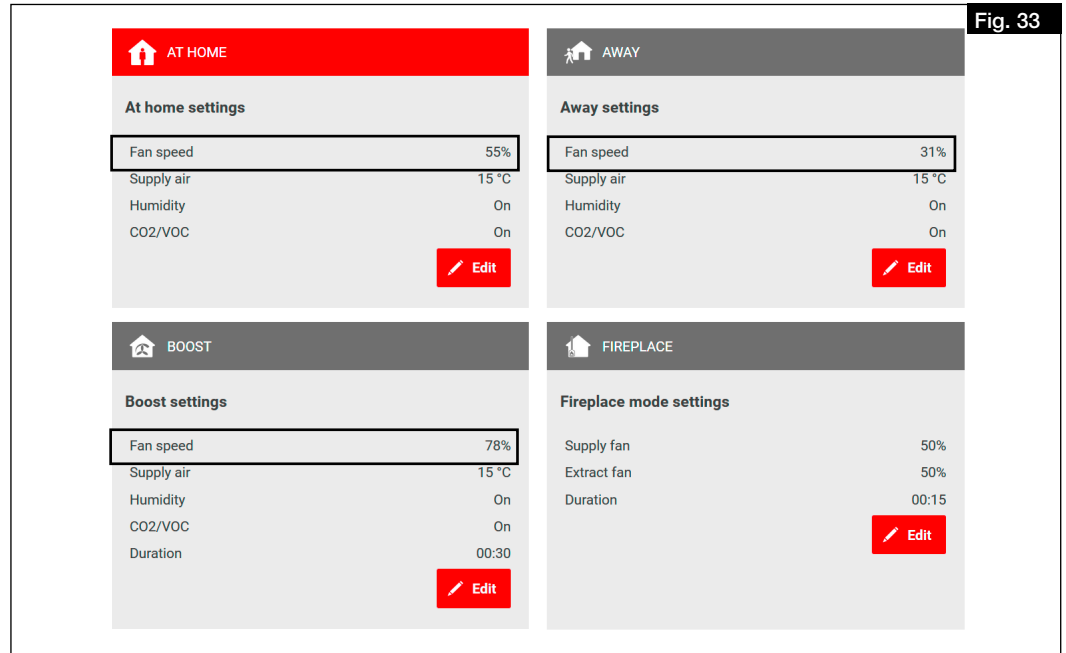 Fig. 33
AT HOME
At home settings
Fan speed 55%
Supply air 15 °C
Humidity On
CO2/VOC On
Edit
AWAY
Away settings
Fan speed 31%
Supply air 15 °C
Humidity On
CO2/VOC On
Edit
BOOST
Boost settings
Fan speed 78%
Supply air 15 °C
Humidity On
CO2/VOC On
Duration 00:30
Edit
FIREPLACE
Fireplace mode settings
Supply fan 50%
Extract fan 50%
Duration 00:15
Edit